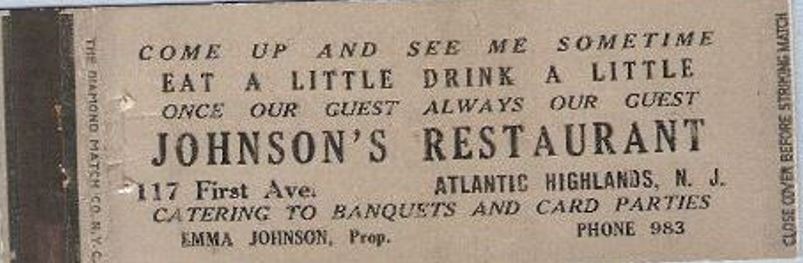 COME UP AND SEE ME SOMETIME
EAT A LITTLE DRINK A LITTLE
ONCE OUR GUEST ALWAYS OUR GUEST
JOHNSON'S RESTAURANT
117 First Ave. ATLANTIC HIGHLANDS, N. J.
CATERING TO BANQUETS AND CARD PARTIES
EMMA JOHNSON, Prop. PHONE 983
THE DIAMOND MATCH CO. N.Y.C.
CLOSE COVER BEFORE STRIKING MATCH